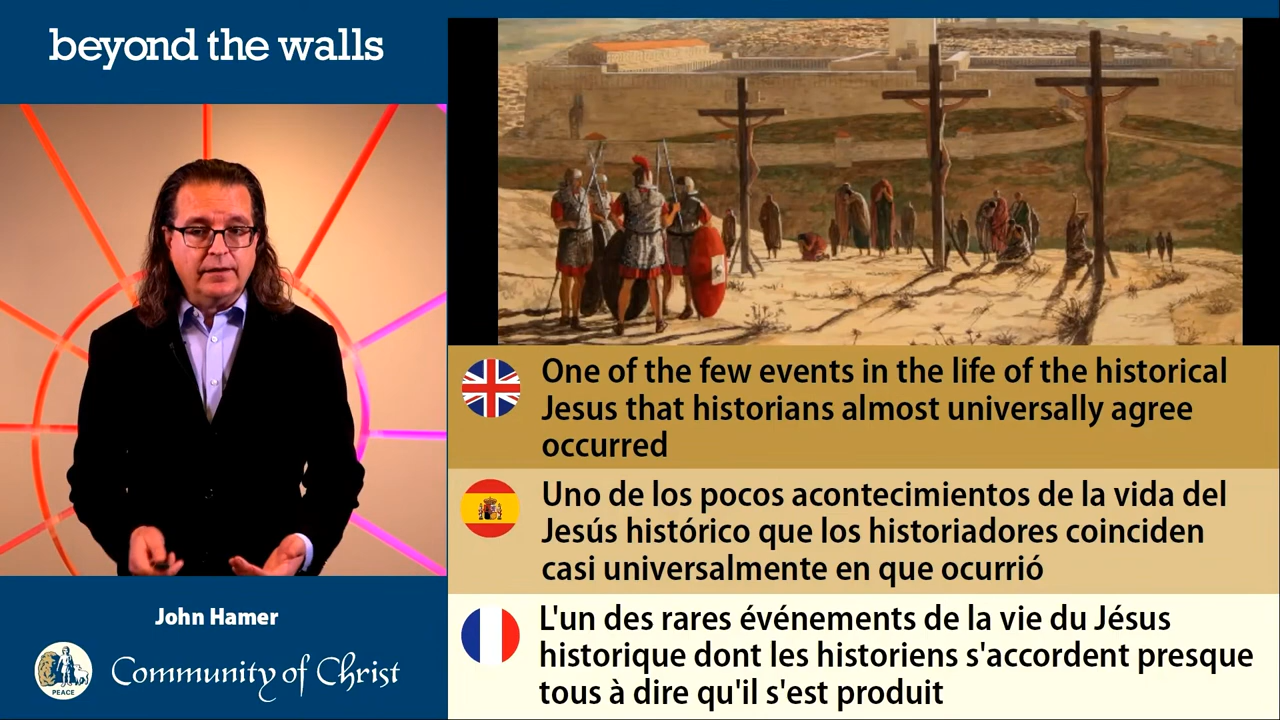 beyond the walls
One of the few events in the life of the historical
Jesus that historians almost universally agree
occurred
Uno de los pocos acontecimientos de la vida del
Jesús histórico que los historiadores coinciden
casi universalmente en que ocurrió
L'un des rares événements de la vie du Jésus
historique dont les historiens s'accordent presque
tous à dire qu'il s'est produit
John Hamer
PEACE
Community of Christ